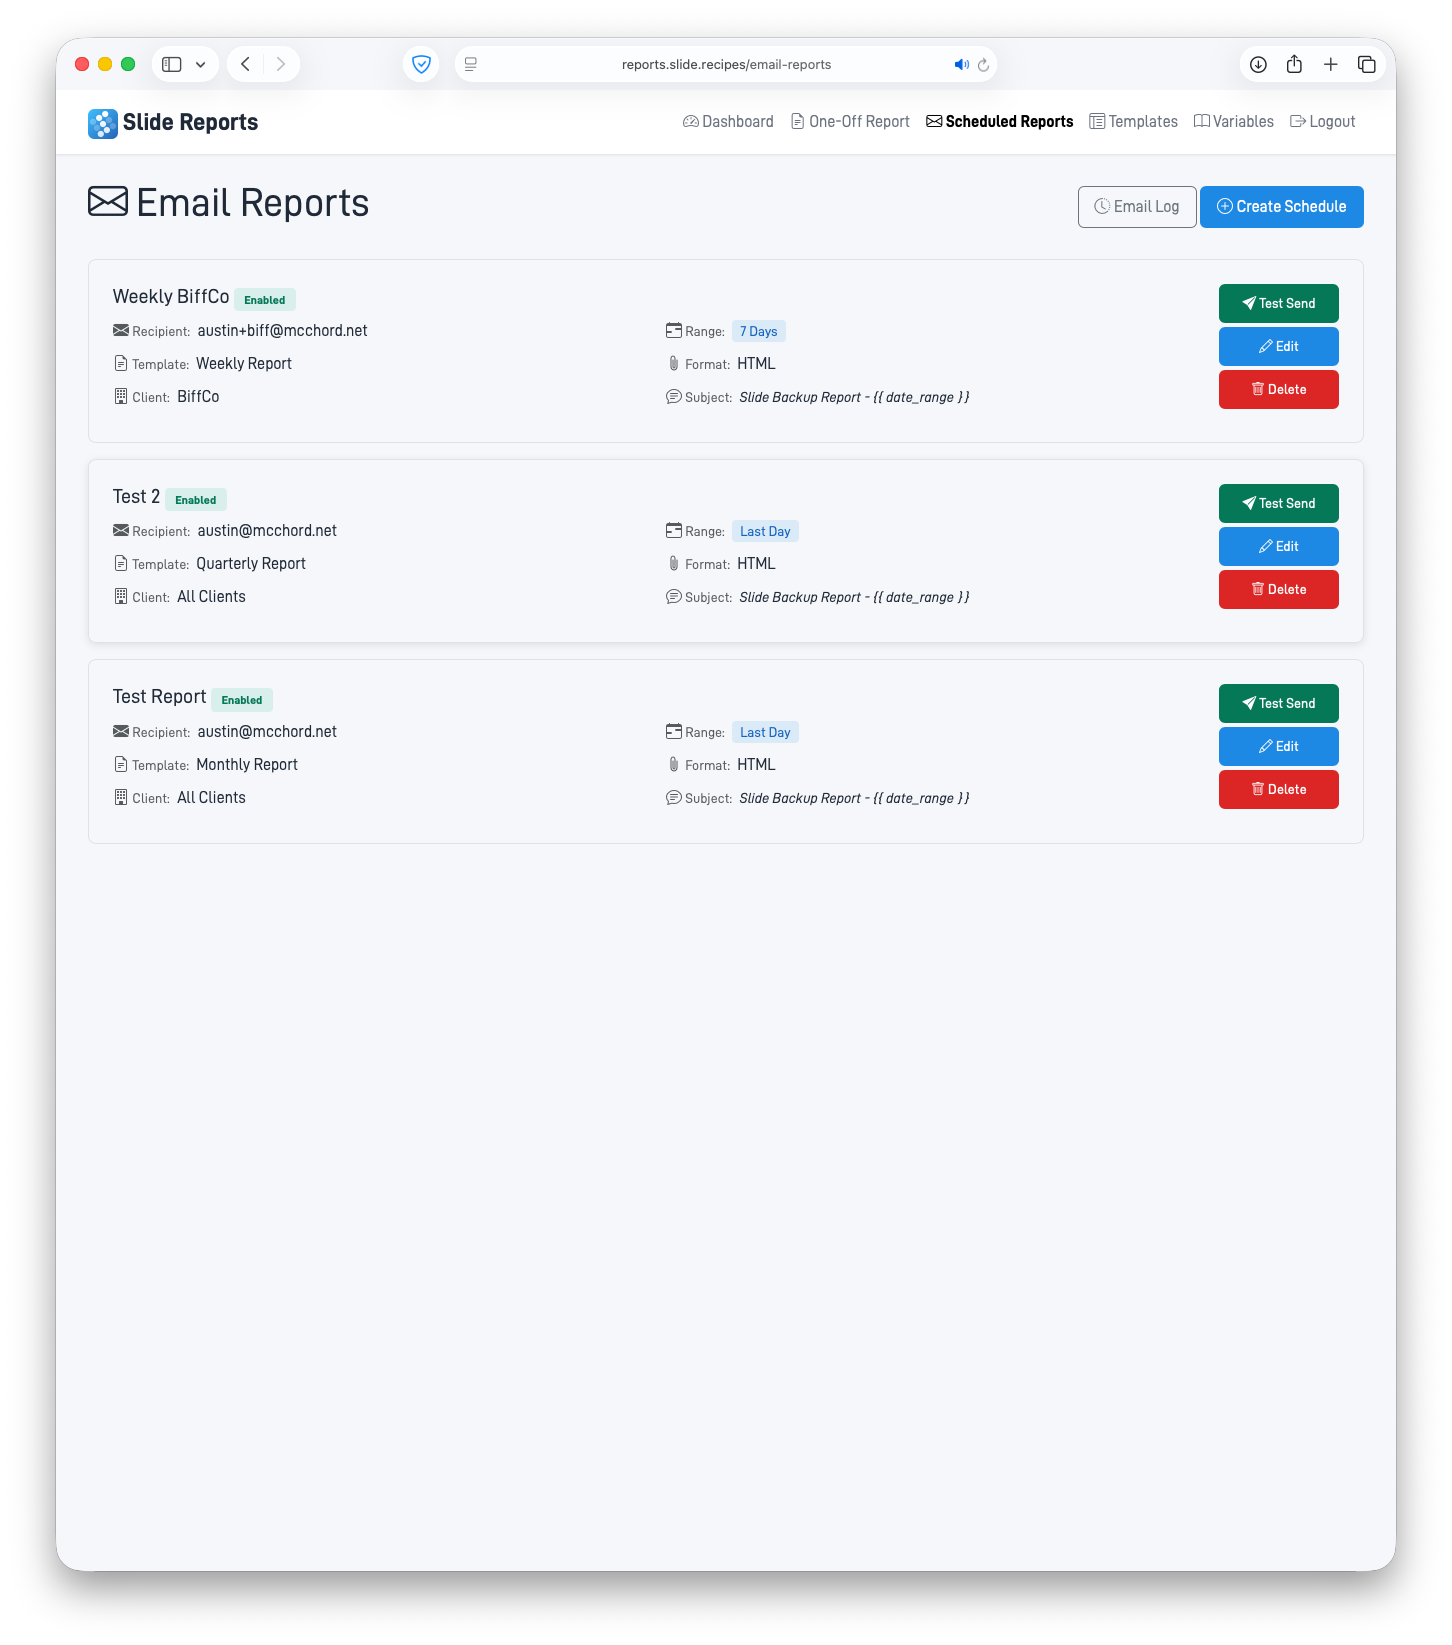 reports.slide.recipes/email-reports
Slide Reports
Dashboard One-Off Report Scheduled Reports Templates Variables Logout
Email Reports
Email Log Create Schedule
Weekly BiffCo Enabled
Recipient: austin+biff@mcchord.net
Template: Weekly Report
Client: BiffCo
Range: 7 Days
Format: HTML
Subject: Slide Backup Report - {{ date_range }}
Test Send
Edit
Delete
Test 2 Enabled
Recipient: austin@mcchord.net
Template: Quarterly Report
Client: All Clients
Range: Last Day
Format: HTML
Subject: Slide Backup Report - {{ date_range }}
Test Send
Edit
Delete
Test Report Enabled
Recipient: austin@mcchord.net
Template: Monthly Report
Client: All Clients
Range: Last Day
Format: HTML
Subject: Slide Backup Report - {{ date_range }}
Test Send
Edit
Delete